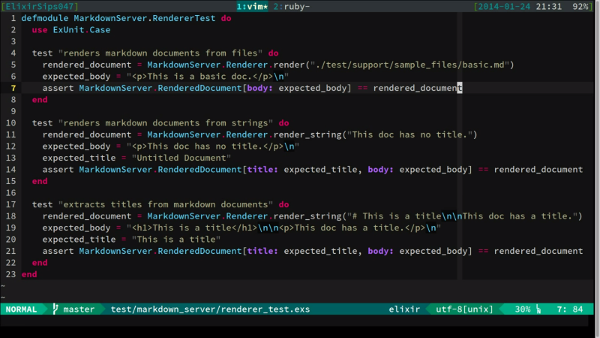 [ElixirSips#047] 1:vim* 2:ruby- [2014-01-24 21:31 92%]
1 defmodule MarkdownServer.RendererTest do
2 use ExUnit.Case
3
4 test "renders markdown documents from files" do
5 rendered_document = MarkdownServer.Renderer.render("./test/support/sample_files/basic.md")
6 expected_body = "<p>This is a basic doc.</p>\n"
7 assert MarkdownServer.RenderedDocument[body: expected_body] == rendered_document
8 end
9
10 test "renders markdown documents from strings" do
11 rendered_document = MarkdownServer.Renderer.render_string("This doc has no title.")
12 expected_body = "<p>This doc has no title.</p>\n"
13 expected_title = "Untitled Document"
14 assert MarkdownServer.RenderedDocument[title: expected_title, body: expected_body] == rendered_document
15 end
16
17 test "extracts titles from markdown documents" do
18 rendered_document = MarkdownServer.Renderer.render_string("# This is a title\n\nThis doc has a title.")
19 expected_body = "<h1>This is a title</h1>\n\n<p>This doc has a title.</p>\n"
20 expected_title = "This is a title"
21 assert MarkdownServer.RenderedDocument[title: expected_title, body: expected_body] == rendered_document
22 end
23 end
~
~
NORMAL master test/markdown_server/renderer_test.exs elixir utf-8[unix] 30% 7: 84